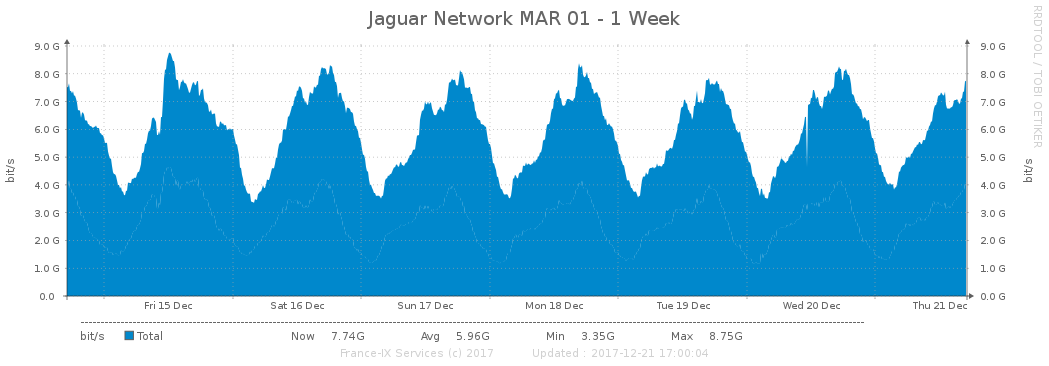 Jaguar Network MAR 01 - 1 Week
RRDTOOL / TOBI OETIKER
9.0 G 9.0 G
8.0 G 8.0 G
7.0 G 7.0 G
6.0 G 6.0 G
5.0 G 5.0 G
4.0 G 4.0 G
3.0 G 3.0 G
2.0 G 2.0 G
1.0 G 1.0 G
0.0 0.0 G
bit/s
bit/s
Fri 15 Dec Sat 16 Dec Sun 17 Dec Mon 18 Dec Tue 19 Dec Wed 20 Dec Thu 21 Dec
bit/s Total Now 7.74G Avg 5.96G Min 3.35G Max 8.75G
France-IX Services (c) 2017 Updated : 2017-12-21 17:00:04